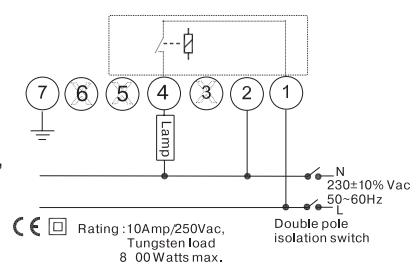 7 6 5 4 3 2 1
Lamp
N
230±10% Vac
50~60Hz
L
Double pole
isolation switch
CE Rating :10Amp/250Vac,
Tungsten load
8 00Watts max.